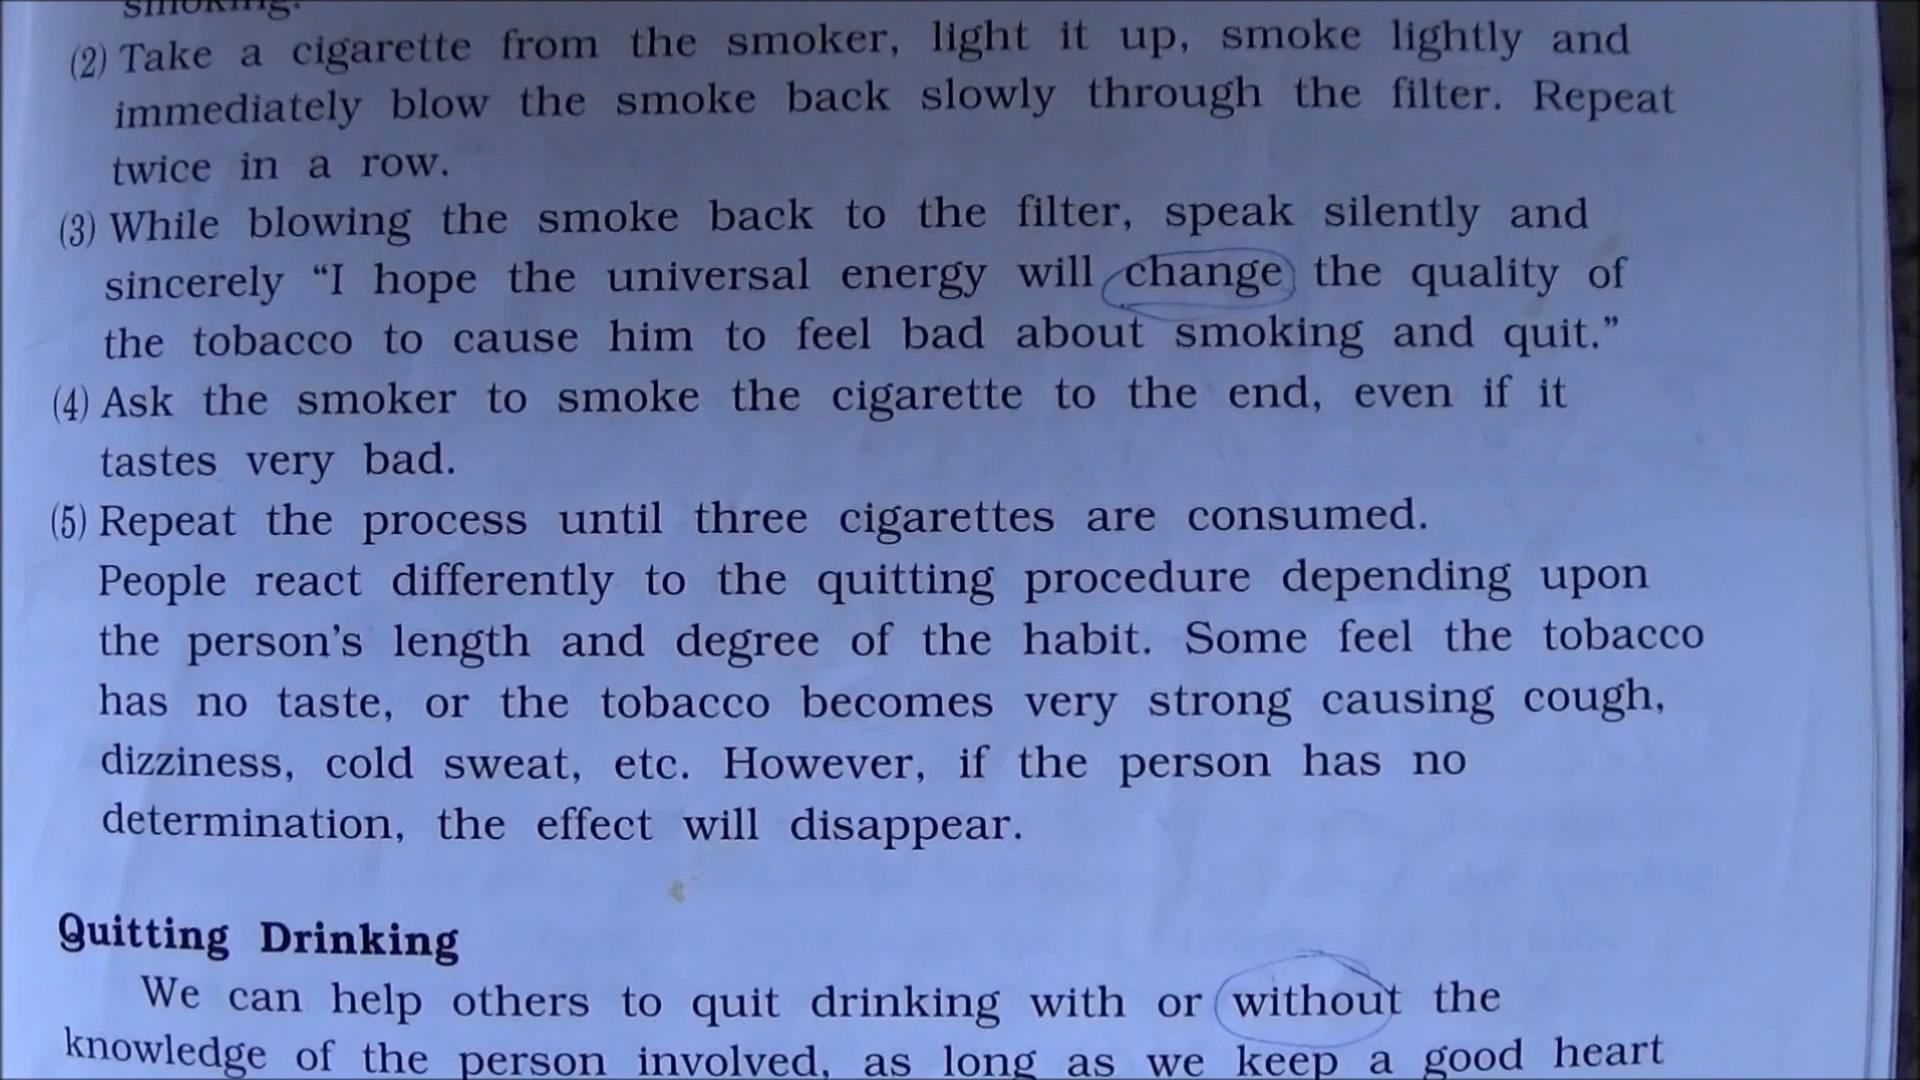 smoking.
(2) Take a cigarette from the smoker, light it up, smoke lightly and
immediately blow the smoke back slowly through the filter. Repeat
twice in a row.
(3) While blowing the smoke back to the filter, speak silently and
sincerely “I hope the universal energy will change the quality of
the tobacco to cause him to feel bad about smoking and quit.”
(4) Ask the smoker to smoke the cigarette to the end, even if it
tastes very bad.
(5) Repeat the process until three cigarettes are consumed.
People react differently to the quitting procedure depending upon
the person’s length and degree of the habit. Some feel the tobacco
has no taste, or the tobacco becomes very strong causing cough,
dizziness, cold sweat, etc. However, if the person has no
determination, the effect will disappear.
Quitting Drinking
We can help others to quit drinking with or without the
knowledge of the person involved, as long as we keep a good heart